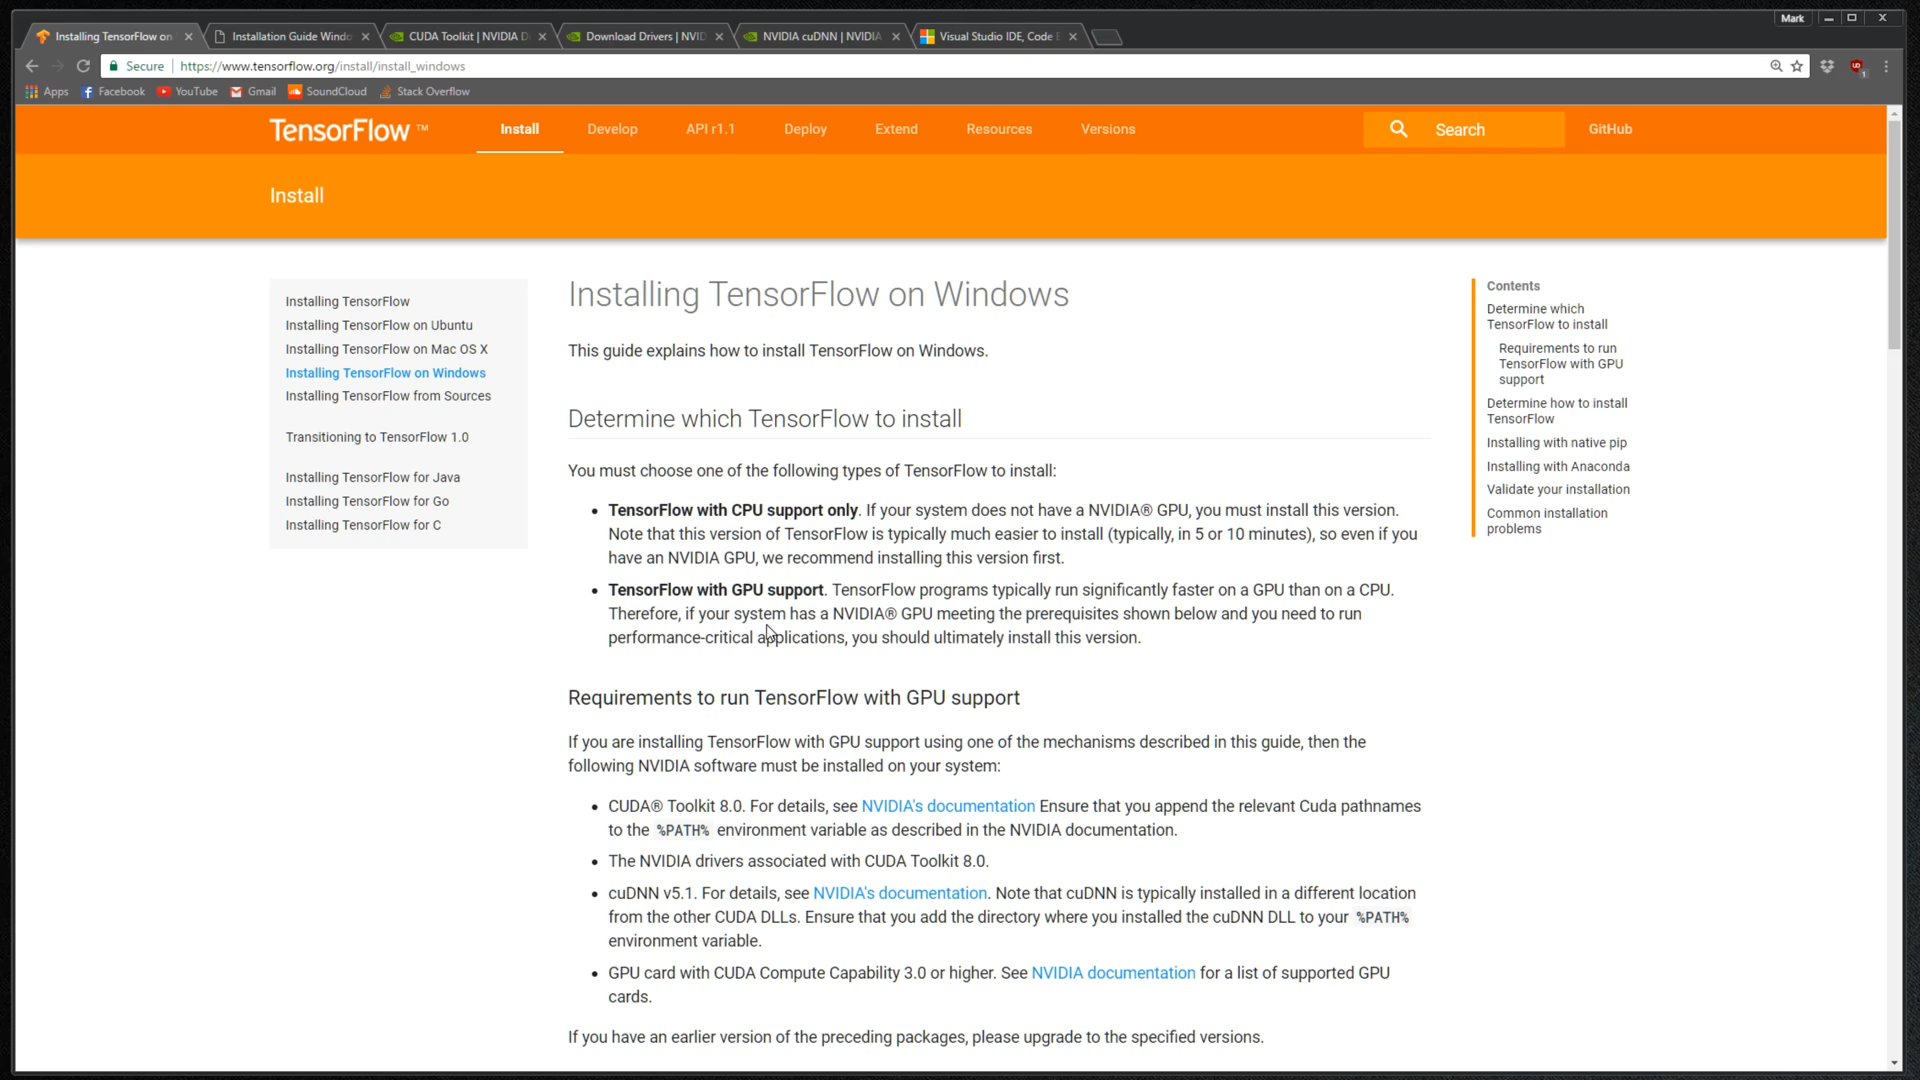 Mark
Installing TensorFlow on
Installation Guide Windo
CUDA Toolkit | NVIDIA D
Download Drivers | NVID
NVIDIA cuDNN | NVIDIA
Visual Studio IDE, Code E
Secure
https://www.tensorflow.org/install/install_windows
Apps
Facebook
YouTube
Gmail
SoundCloud
Stack Overflow
TensorFlow ™
Install
Develop
API r1.1
Deploy
Extend
Resources
Versions
Search
GitHub
Install
Installing TensorFlow
Installing TensorFlow on Ubuntu
Installing TensorFlow on Mac OS X
Installing TensorFlow on Windows
Installing TensorFlow from Sources
Transitioning to TensorFlow 1.0
Installing TensorFlow for Java
Installing TensorFlow for Go
Installing TensorFlow for C
Installing TensorFlow on Windows
This guide explains how to install TensorFlow on Windows.
Determine which TensorFlow to install
You must choose one of the following types of TensorFlow to install:
• TensorFlow with CPU support only. If your system does not have a NVIDIA® GPU, you must install this version.
Note that this version of TensorFlow is typically much easier to install (typically, in 5 or 10 minutes), so even if you
have an NVIDIA GPU, we recommend installing this version first.
• TensorFlow with GPU support. TensorFlow programs typically run significantly faster on a GPU than on a CPU.
Therefore, if your system has a NVIDIA® GPU meeting the prerequisites shown below and you need to run
performance-critical applications, you should ultimately install this version.
Requirements to run TensorFlow with GPU support
If you are installing TensorFlow with GPU support using one of the mechanisms described in this guide, then the
following NVIDIA software must be installed on your system:
• CUDA® Toolkit 8.0. For details, see NVIDIA's documentation Ensure that you append the relevant Cuda pathnames
to the %PATH% environment variable as described in the NVIDIA documentation.
• The NVIDIA drivers associated with CUDA Toolkit 8.0.
• cuDNN v5.1. For details, see NVIDIA's documentation. Note that cuDNN is typically installed in a different location
from the other CUDA DLLs. Ensure that you add the directory where you installed the cuDNN DLL to your %PATH%
environment variable.
• GPU card with CUDA Compute Capability 3.0 or higher. See NVIDIA documentation for a list of supported GPU
cards.
If you have an earlier version of the preceding packages, please upgrade to the specified versions.
Contents
Determine which
TensorFlow to install
Requirements to run
TensorFlow with GPU
support
Determine how to install
TensorFlow
Installing with native pip
Installing with Anaconda
Validate your installation
Common installation
problems